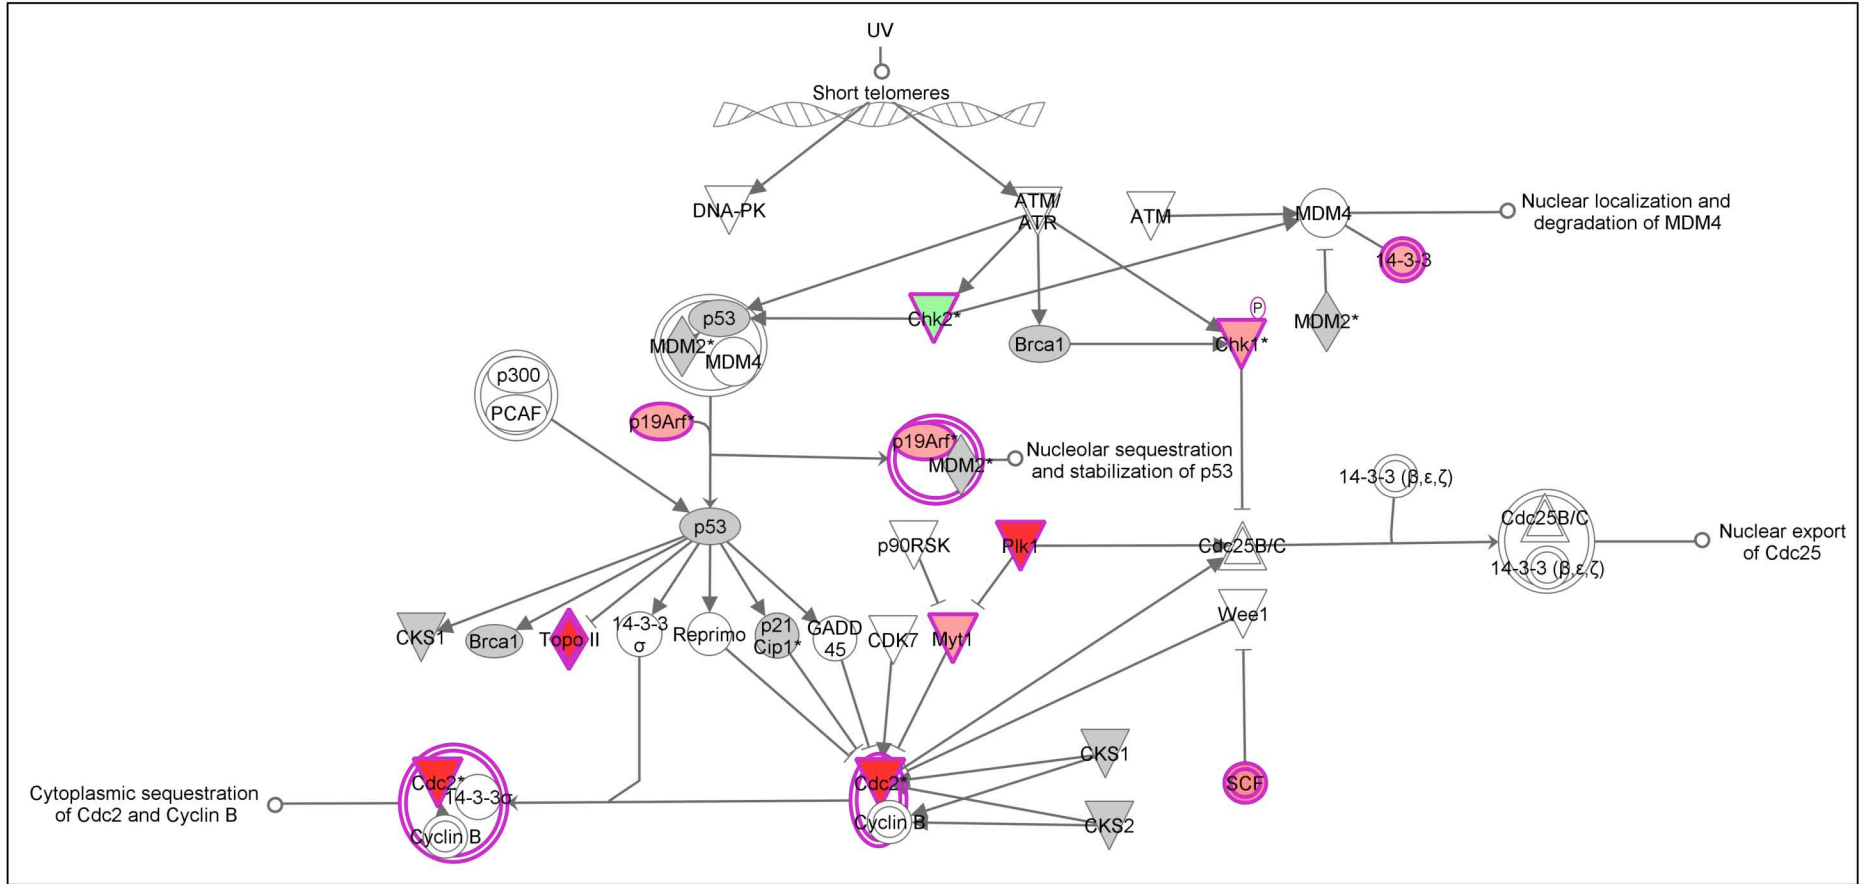 UV
Short telomeres
DNA-PK
ATM/
ATR
ATM
MDM4
Nuclear localization and
degradation of MDM4
14-3-3
p53
MDM2*
MDM4
Chk2*
Brca1
P
Chk1*
MDM2*
p300
PCAF
p19Arf*
p19Arf*
MDM2*
Nucleolar sequestration
and stabilization of p53
14-3-3 (β,ε,ζ)
p53
p90RSK
Plk1
Cdc25B/C
Cdc25B/C
14-3-3 (β,ε,ζ)
Nuclear export
of Cdc25
CKS1
Brca1
Topo II
14-3-3
σ
Reprimo
p21
Cip1*
GADD
45
CDK7
Myt1
Wee1
Cytoplasmic sequestration
of Cdc2 and Cyclin B
Cdc2*
14-3-3σ
Cyclin B
Cdc2*
Cyclin B
CKS1
CKS2
SCF